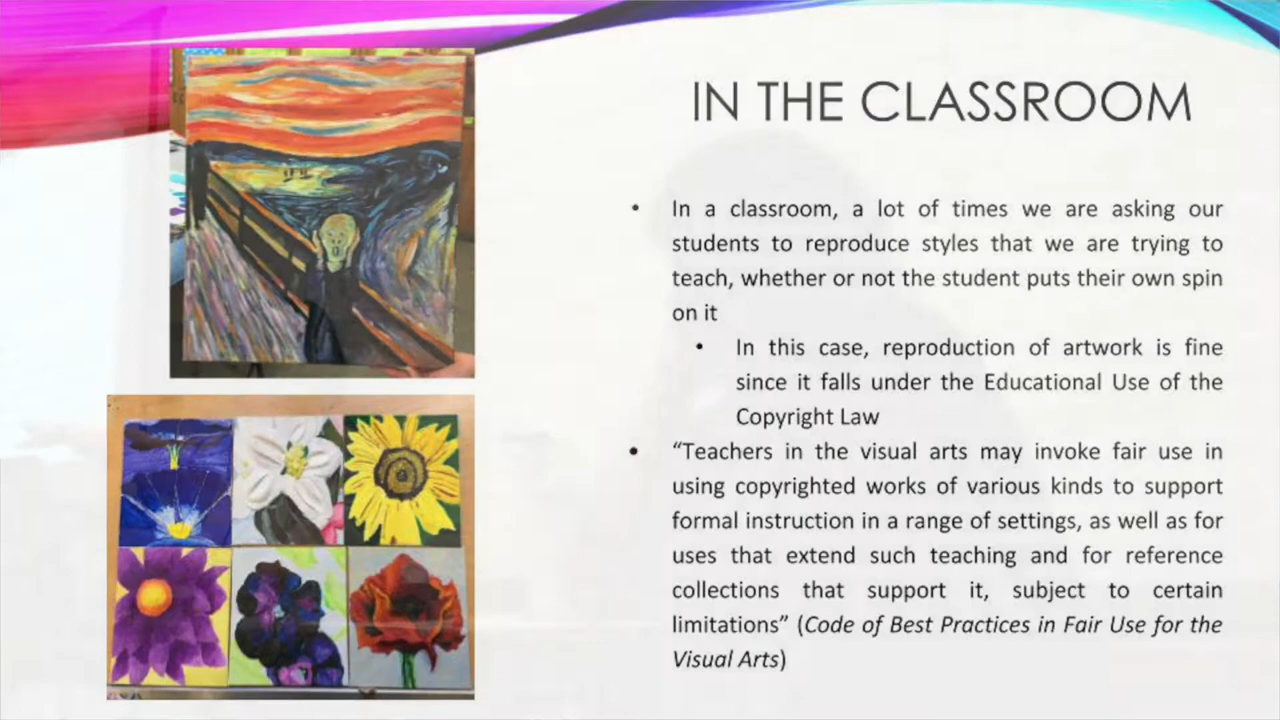 IN THE CLASSROOM
• In a classroom, a lot of times we are asking our
students to reproduce styles that we are trying to
teach, whether or not the student puts their own spin
on it
• In this case, reproduction of artwork is fine
since it falls under the Educational Use of the
Copyright Law
• “Teachers in the visual arts may invoke fair use in
using copyrighted works of various kinds to support
formal instruction in a range of settings, as well as for
uses that extend such teaching and for reference
collections that support it, subject to certain
limitations” (Code of Best Practices in Fair Use for the
Visual Arts)